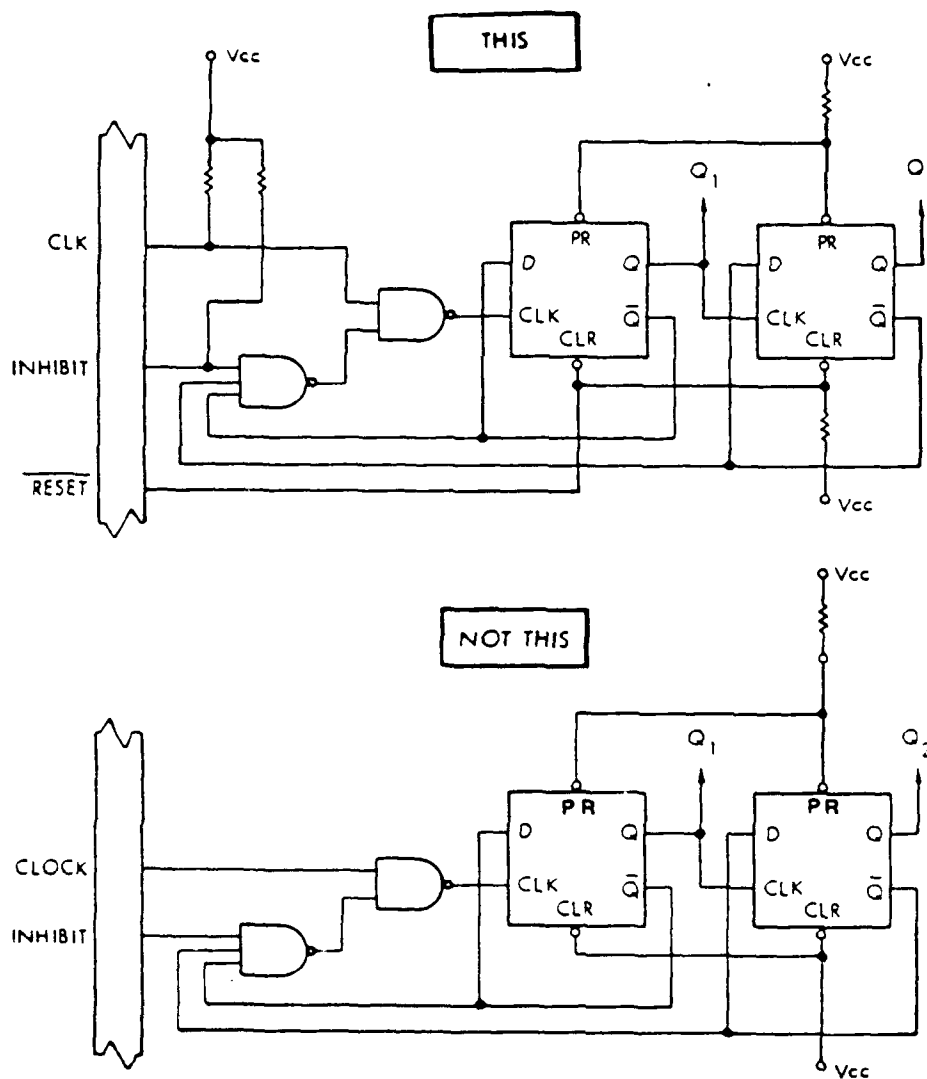 THIS
Vcc
Vcc
Q1
Q
CLK
PR
PR
D
Q
D
Q
CLK
Q̅
CLK
Q̅
CLR
CLR
INHIBIT
R̅E̅S̅E̅T̅
Vcc
Vcc
NOT THIS
Q1
Q2
PR
PR
D
Q
D
Q
CLOCK
CLK
Q̅
CLK
Q̅
CLR
CLR
INHIBIT
Vcc